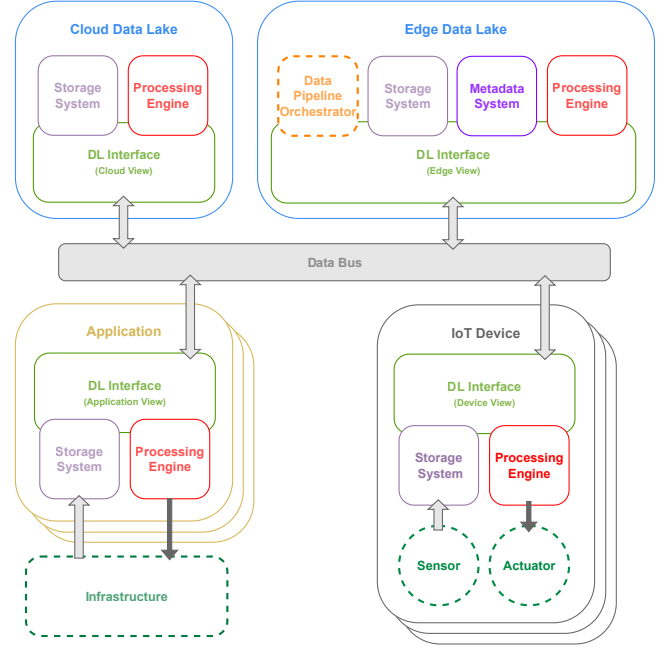 Cloud Data Lake
Storage
System
Processing
Engine
DL Interface
(Cloud View)
Edge Data Lake
Data
Pipeline
Orchestrator
Storage
System
Metadata
System
Processing
Engine
DL Interface
(Edge View)
Data Bus
Application
DL Interface
(Application View)
Storage
System
Processing
Engine
Infrastructure
IoT Device
DL Interface
(Device View)
Storage
System
Processing
Engine
Sensor
Actuator